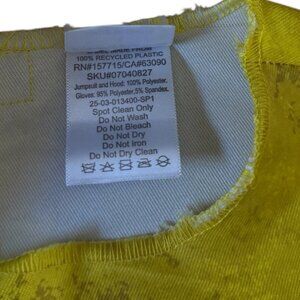 MADE FROM
100% RECYCLED PLASTIC
RN#157715/CA#63090
SKU#07040827
Jumpsuit and Hood: 100% Polyester.
Gloves: 95% Polyester,5% Spandex.
25-03-013400-SP1
Spot Clean Only
Do Not Wash
Do Not Bleach
Do Not Dry
Do Not Iron
Do Not Dry Clean